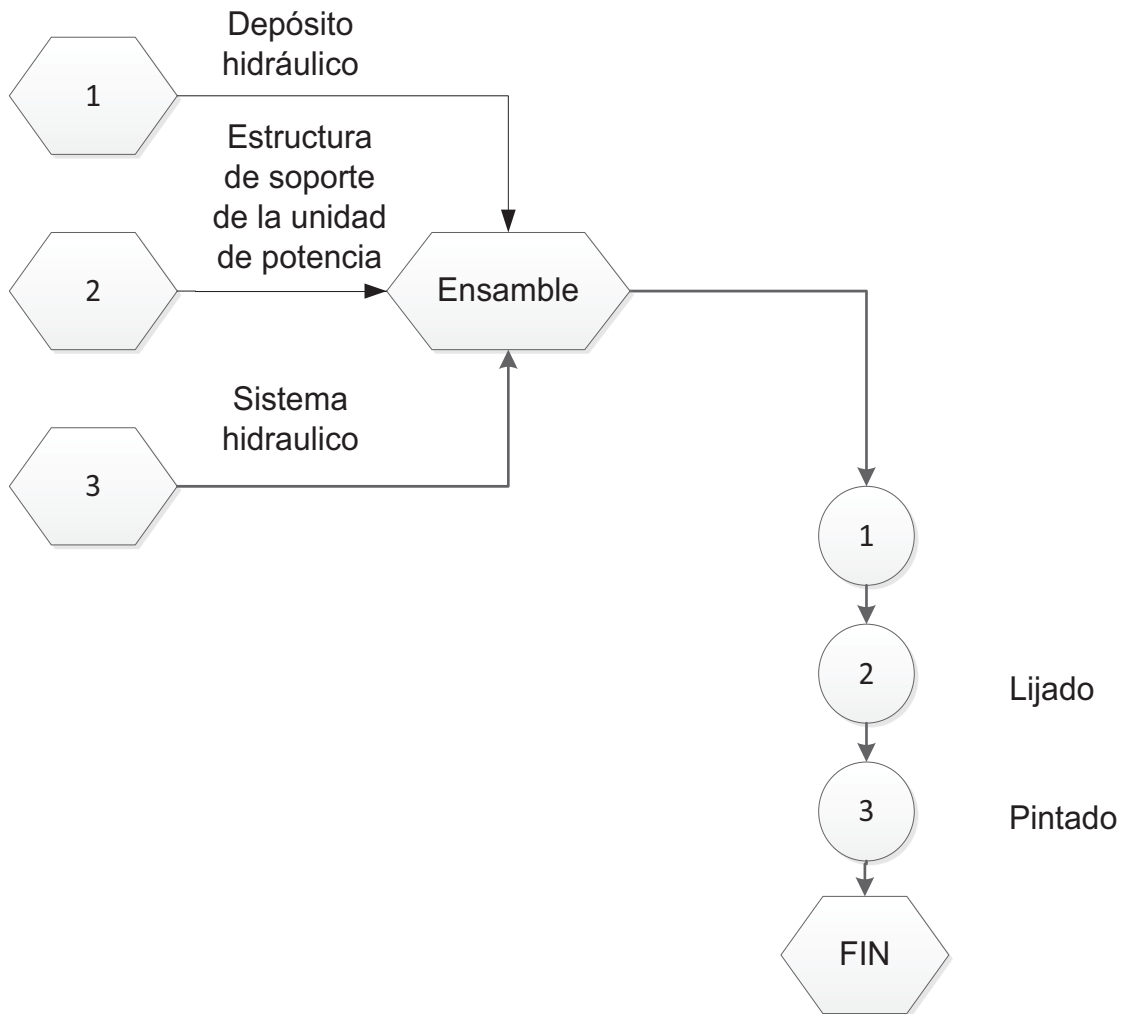 Depósito
hidráulico
1
Estructura
de soporte
de la unidad
de potencia
2
Ensamble
Sistema
hidraulico
3
1
2
Lijado
3
Pintado
FIN